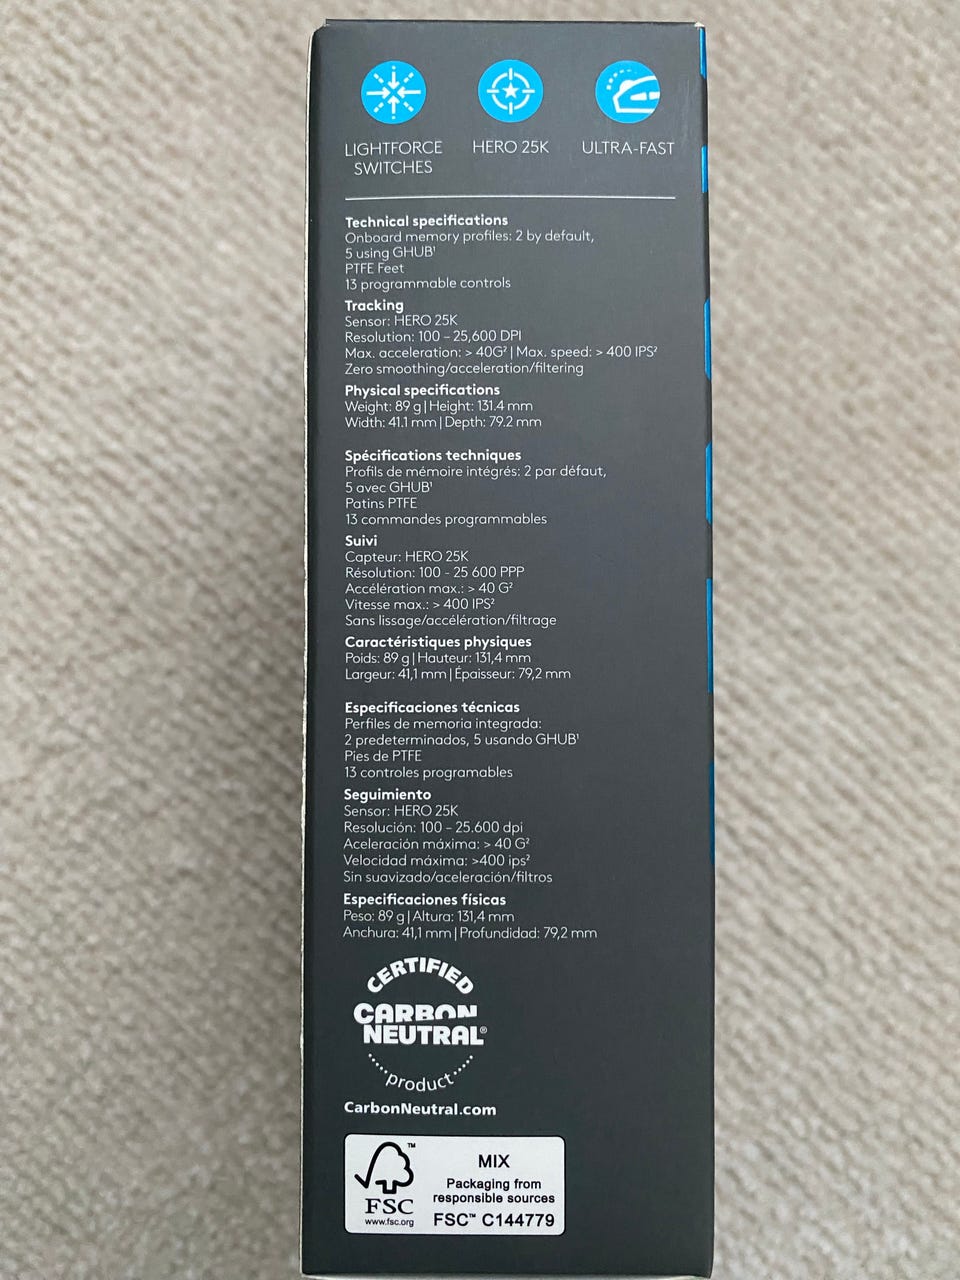 LIGHTFORCE SWITCHES
HERO 25K
ULTRA-FAST
Technical specifications
Onboard memory profiles: 2 by default,
5 using GHUB¹
PTFE Feet
13 programmable controls
Tracking
Sensor: HERO 25K
Resolution: 100 – 25,600 DPI
Max. acceleration: > 40G² | Max. speed: > 400 IPS²
Zero smoothing/acceleration/filtering
Physical specifications
Weight: 89 g | Height: 131.4 mm
Width: 41.1 mm | Depth: 79.2 mm
Spécifications techniques
Profils de mémoire intégrés: 2 par défaut,
5 avec GHUB¹
Patins PTFE
13 commandes programmables
Suivi
Capteur: HERO 25K
Résolution: 100 - 25 600 PPP
Accélération max.: > 40 G²
Vitesse max.: > 400 IPS²
Sans lissage/accélération/filtrage
Caractéristiques physiques
Poids: 89 g | Hauteur: 131,4 mm
Largeur: 41,1 mm | Épaisseur: 79,2 mm
Especificaciones técnicas
Perfiles de memoria integrada:
2 predeterminados, 5 usando GHUB¹
Pies de PTFE
13 controles programables
Seguimiento
Sensor: HERO 25K
Resolución: 100 – 25.600 dpi
Aceleración máxima: > 40 G²
Velocidad máxima: >400 ips²
Sin suavizado/aceleración/filtros
Especificaciones físicas
Peso: 89 g | Altura: 131,4 mm
Anchura: 41,1 mm | Profundidad: 79,2 mm
CERTIFIED
CARBON
NEUTRAL®
product
CarbonNeutral.com
™
FSC
www.fsc.org
MIX
Packaging from
responsible sources
FSC™ C144779